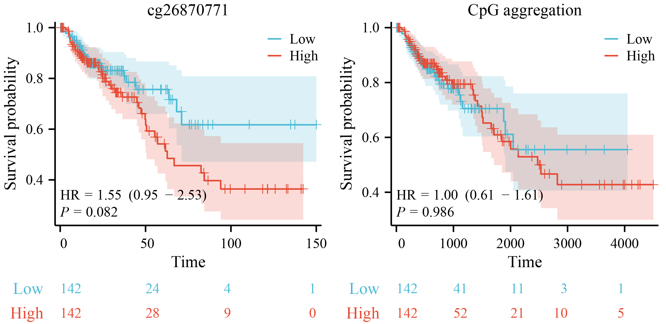 cg26870771
Survival probability
1.0
0.8
0.6
0.4
Low
High
HR = 1.55 (0.95 − 2.53)
P = 0.082
0 50 100 150
Time
Low 142 24 4 1
High 142 28 9 0
CpG aggregation
Survival probability
1.0
0.8
0.6
0.4
Low
High
HR = 1.00 (0.61 − 1.61)
P = 0.986
0 1000 2000 3000 4000
Time
Low 142 41 11 3 1
High 142 52 21 10 5